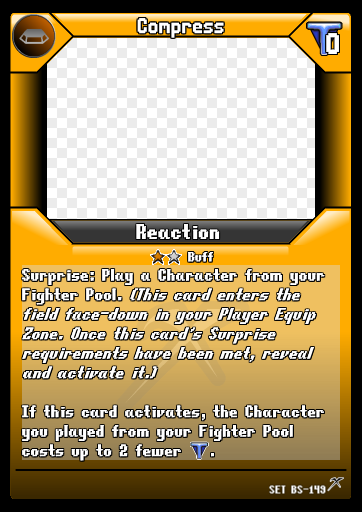 Compress
0
Reaction
Buff
Surprise: Play a Character from your
Fighter Pool. (This card enters the
field face-down in your Player Equip
Zone. Once this card's Surprise
requirements have been met, reveal
and activate it.)
If this card activates, the Character
you played from your Fighter Pool
costs up to 2 fewer T.
SET BS-149